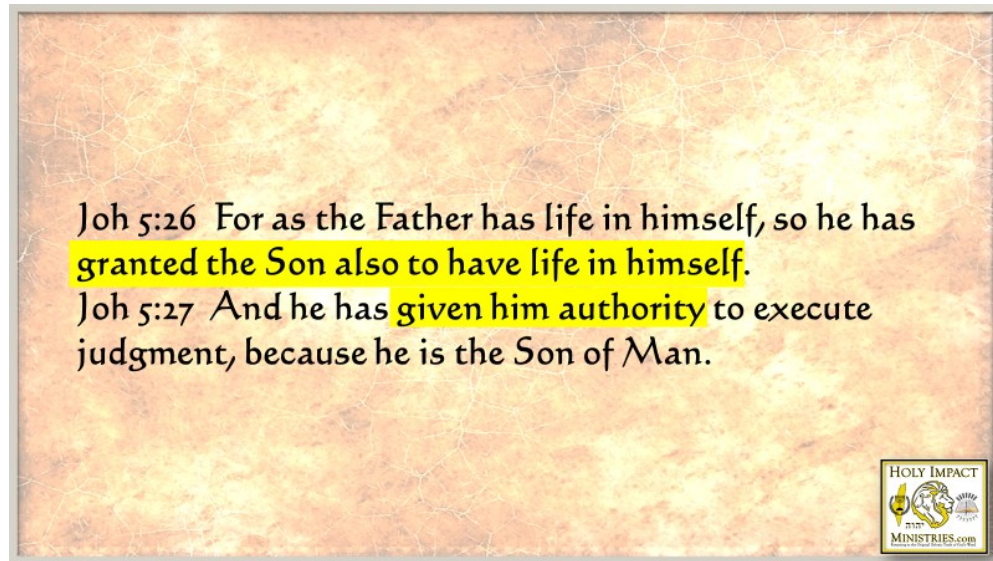 Joh 5:26 For as the Father has life in himself, so he has
granted the Son also to have life in himself.
Joh 5:27 And he has given him authority to execute
judgment, because he is the Son of Man.
HOLY IMPACT
יהוה
MINISTRIES.com